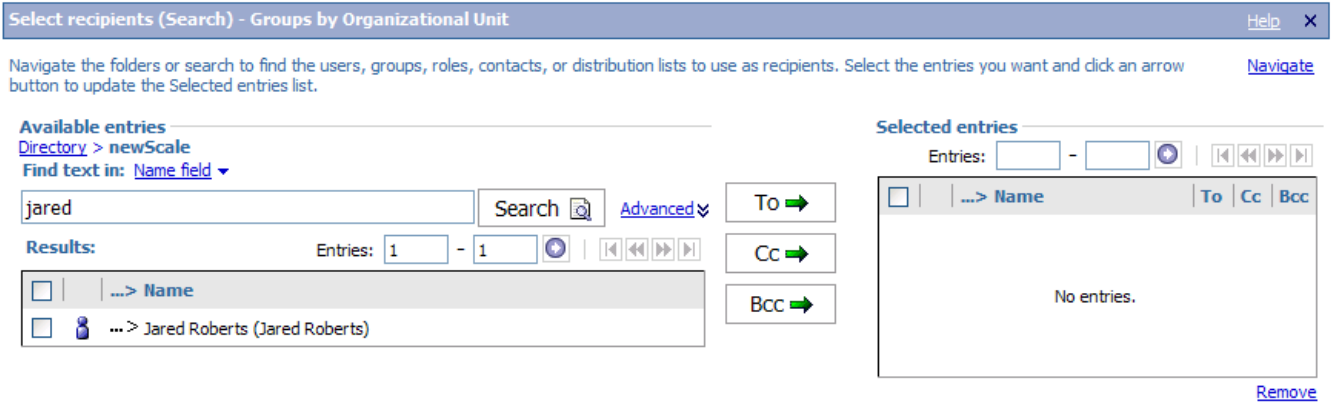 Select recipients (Search) - Groups by Organizational Unit
Help
Navigate the folders or search to find the users, groups, roles, contacts, or distribution lists to use as recipients. Select the entries you want and click an arrow
button to update the Selected entries list.
Navigate
Available entries
Directory > newScale
Find text in: Name field
jared
Search
Advanced
Results:
Entries: 1 - 1
...> Name
... > Jared Roberts (Jared Roberts)
To
Cc
Bcc
Selected entries
Entries: -
...> Name To Cc Bcc
No entries.
Remove